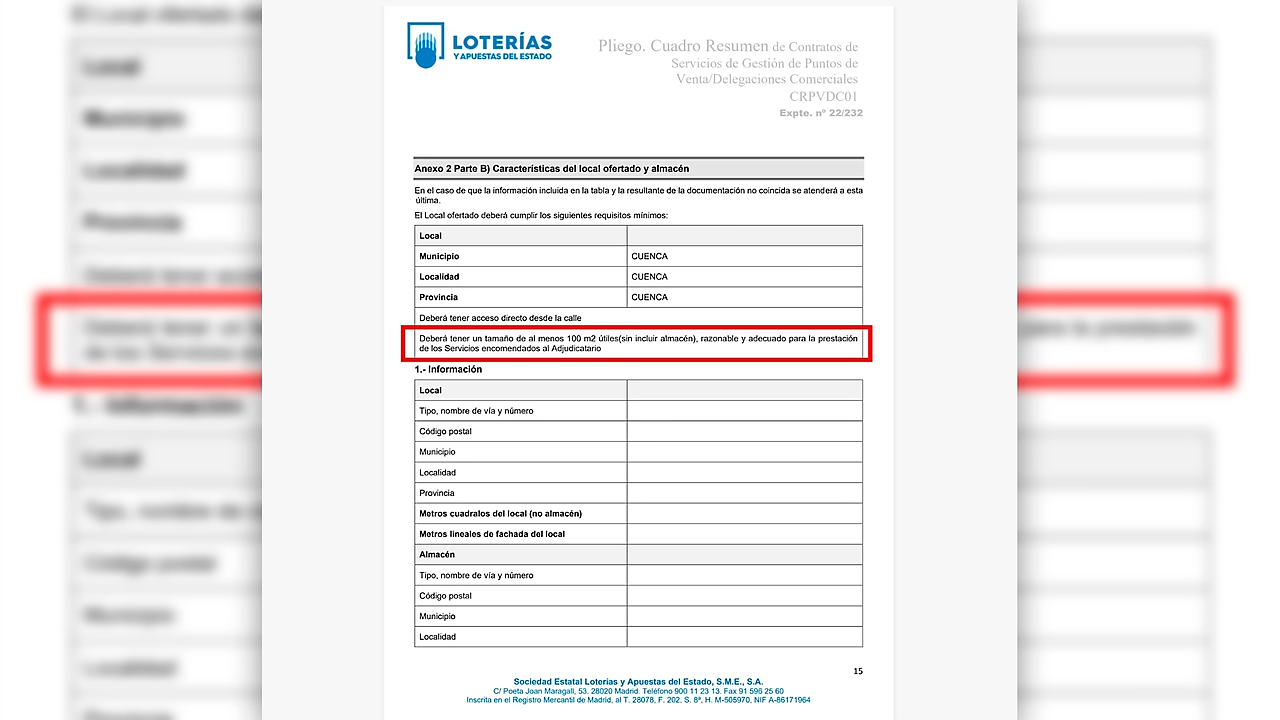 LOTERÍAS
Y APUESTAS DEL ESTADO
Pliego. Cuadro Resumen de Contratos de
Servicios de Gestión de Puntos de
Venta/Delegaciones Comerciales
CRPVDC01
Expte. nº 22/232
Anexo 2 Parte B) Características del local ofertado y almacén
En el caso de que la información incluida en la tabla y la resultante de la documentación no coincida se atenderá a esta
última.
El Local ofertado deberá cumplir los siguientes requisitos mínimos:
Local
Municipio CUENCA
Localidad CUENCA
Provincia CUENCA
Deberá tener acceso directo desde la calle
Deberá tener un tamaño de al menos 100 m2 útiles(sin incluir almacén), razonable y adecuado para la prestación
de los Servicios encomendados al Adjudicatario
1.- Información
Local
Tipo, nombre de vía y número
Código postal
Municipio
Localidad
Provincia
Metros cuadralos del local (no almacén)
Metros lineales de fachada del local
Almacén
Tipo, nombre de vía y número
Código postal
Municipio
Localidad
15
Sociedad Estatal Loterías y Apuestas del Estado, S.M.E., S.A.
C/ Poeta Joan Maragall, 53. 28020 Madrid. Teléfono 900 11 23 13. Fax 91 596 25 60
Inscrita en el Registro Mercantil de Madrid, al T. 28078, F. 202, S. 8ª, H. M-505970, NIF A-86171964